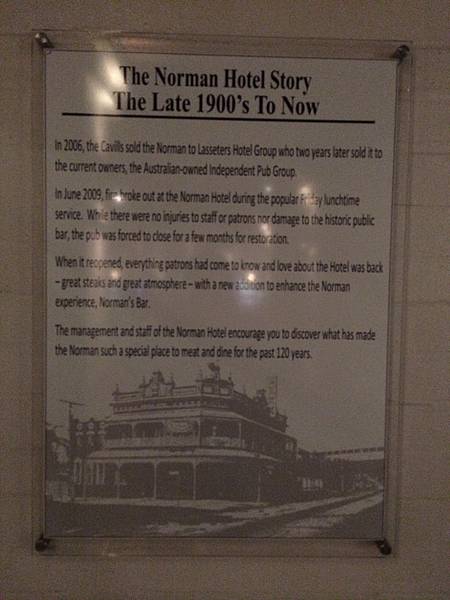 The Norman Hotel Story
The Late 1900's To Now
In 2006, the Cavills sold the Norman to Lasseters Hotel Group who two years later sold it to
the current owners, the Australian-owned Independent Pub Group.
In June 2009, fire broke out at the Norman Hotel during the popular Friday lunchtime
service. While there were no injuries to staff or patrons nor damage to the historic public
bar, the pub was forced to close for a few months for restoration.
When it reopened, everything patrons had come to know and love about the Hotel was back
– great steaks and great atmosphere – with a new addition to enhance the Norman
experience, Norman's Bar.
The management and staff of the Norman Hotel encourage you to discover what has made
the Norman such a special place to meat and dine for the past 120 years.